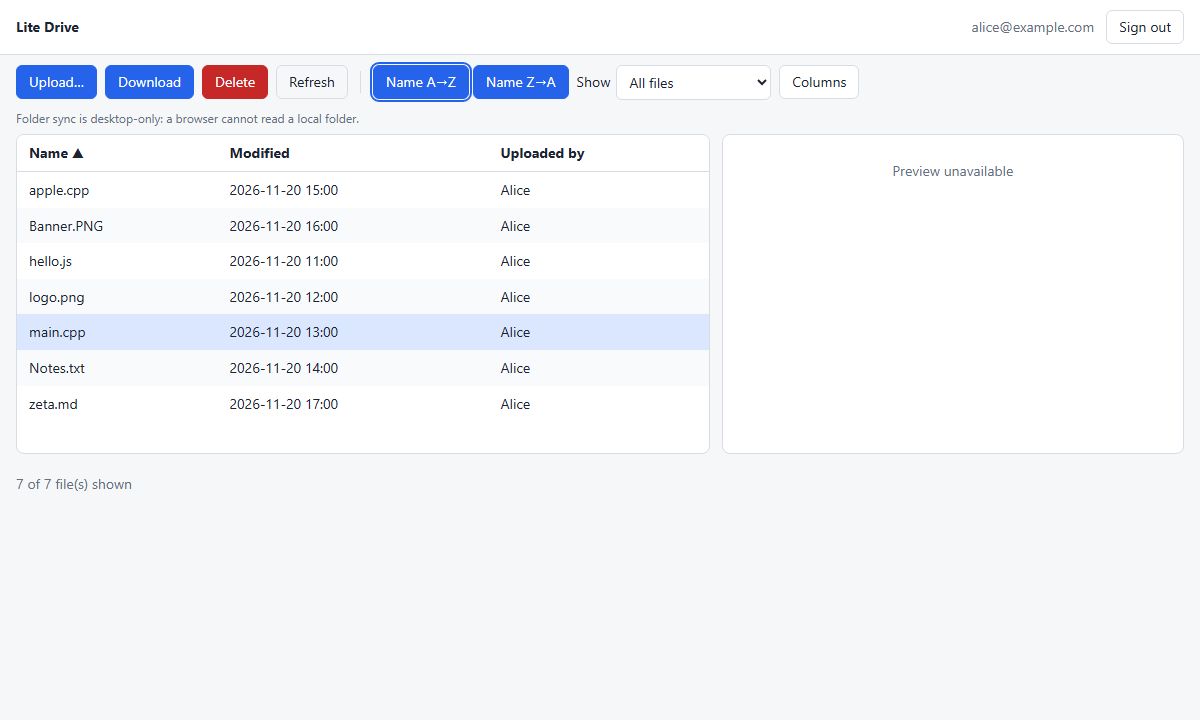 Lite Drive alice@example.com Sign out
Upload... Download Delete Refresh Name A→Z Name Z→A Show All files Columns
Folder sync is desktop-only: a browser cannot read a local folder.
Name ▲ Modified Uploaded by
apple.cpp 2026-11-20 15:00 Alice
Banner.PNG 2026-11-20 16:00 Alice
hello.js 2026-11-20 11:00 Alice
logo.png 2026-11-20 12:00 Alice
main.cpp 2026-11-20 13:00 Alice
Notes.txt 2026-11-20 14:00 Alice
zeta.md 2026-11-20 17:00 Alice
Preview unavailable
7 of 7 file(s) shown